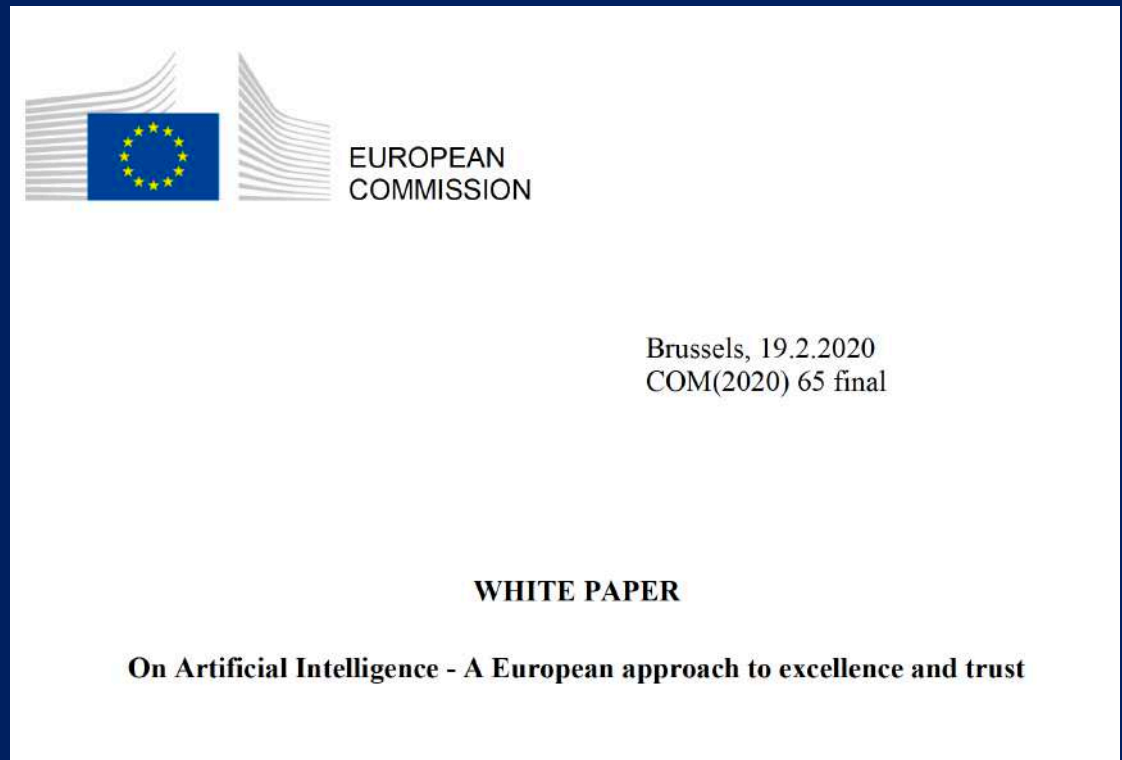 EUROPEAN
COMMISSION
Brussels, 19.2.2020
COM(2020) 65 final
WHITE PAPER
On Artificial Intelligence - A European approach to excellence and trust